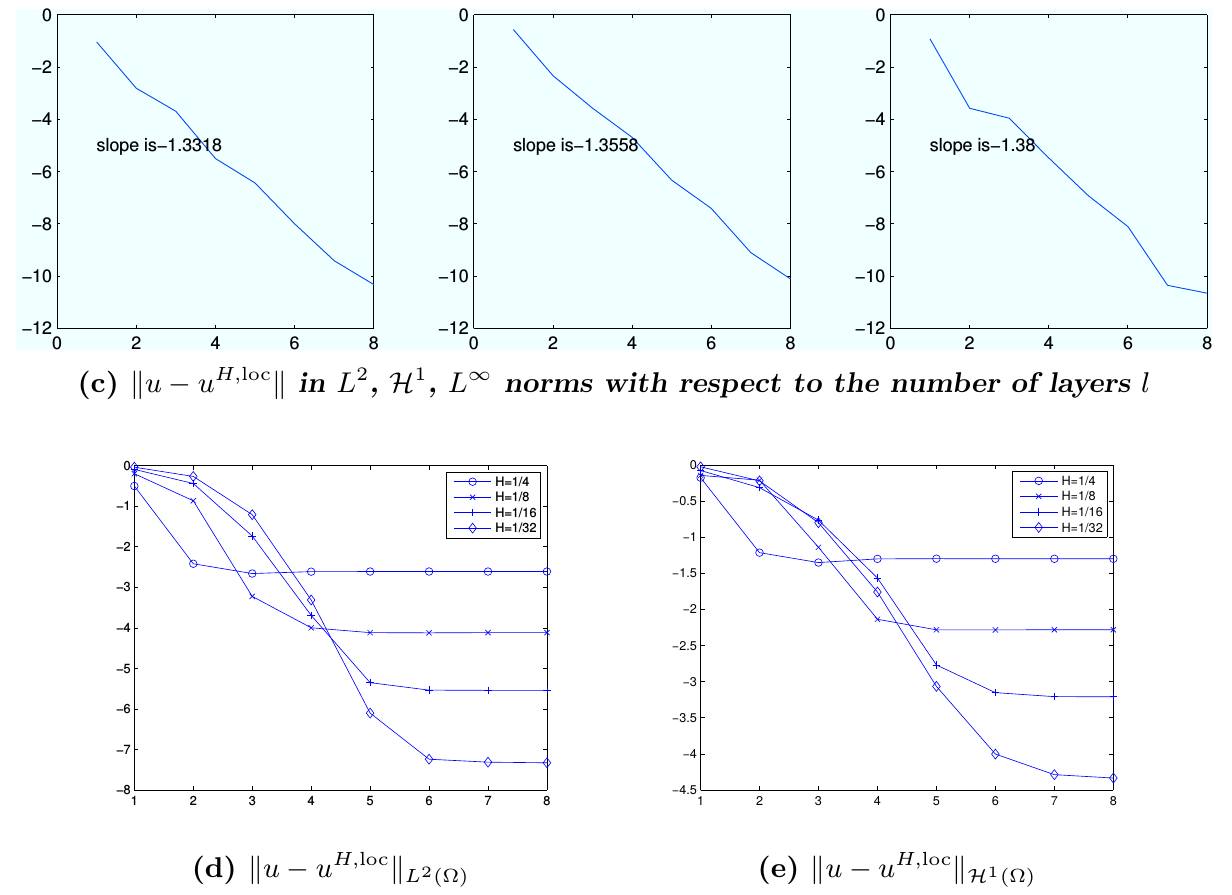 0 0 0
−2 −2 −2
−4 −4 −4
slope is−1.3318 slope is−1.3558 slope is−1.38
−6 −6 −6
−8 −8 −8
−10 −10 −10
−12 −12 −12
0 2 4 6 8 0 2 4 6 8 0 2 4 6 8
(c) ‖u − u^{H,loc}‖ in L², ℋ¹, L^∞ norms with respect to the number of layers l
0
−1
−2
−3
−4
−5
−6
−7
−8
1 2 3 4 5 6 7 8
H=1/4
H=1/8
H=1/16
H=1/32
(d) ‖u − u^{H,loc}‖_{L²(Ω)}
0
−0.5
−1
−1.5
−2
−2.5
−3
−3.5
−4
−4.5
1 2 3 4 5 6 7 8
H=1/4
H=1/8
H=1/16
H=1/32
(e) ‖u − u^{H,loc}‖_{ℋ¹(Ω)}